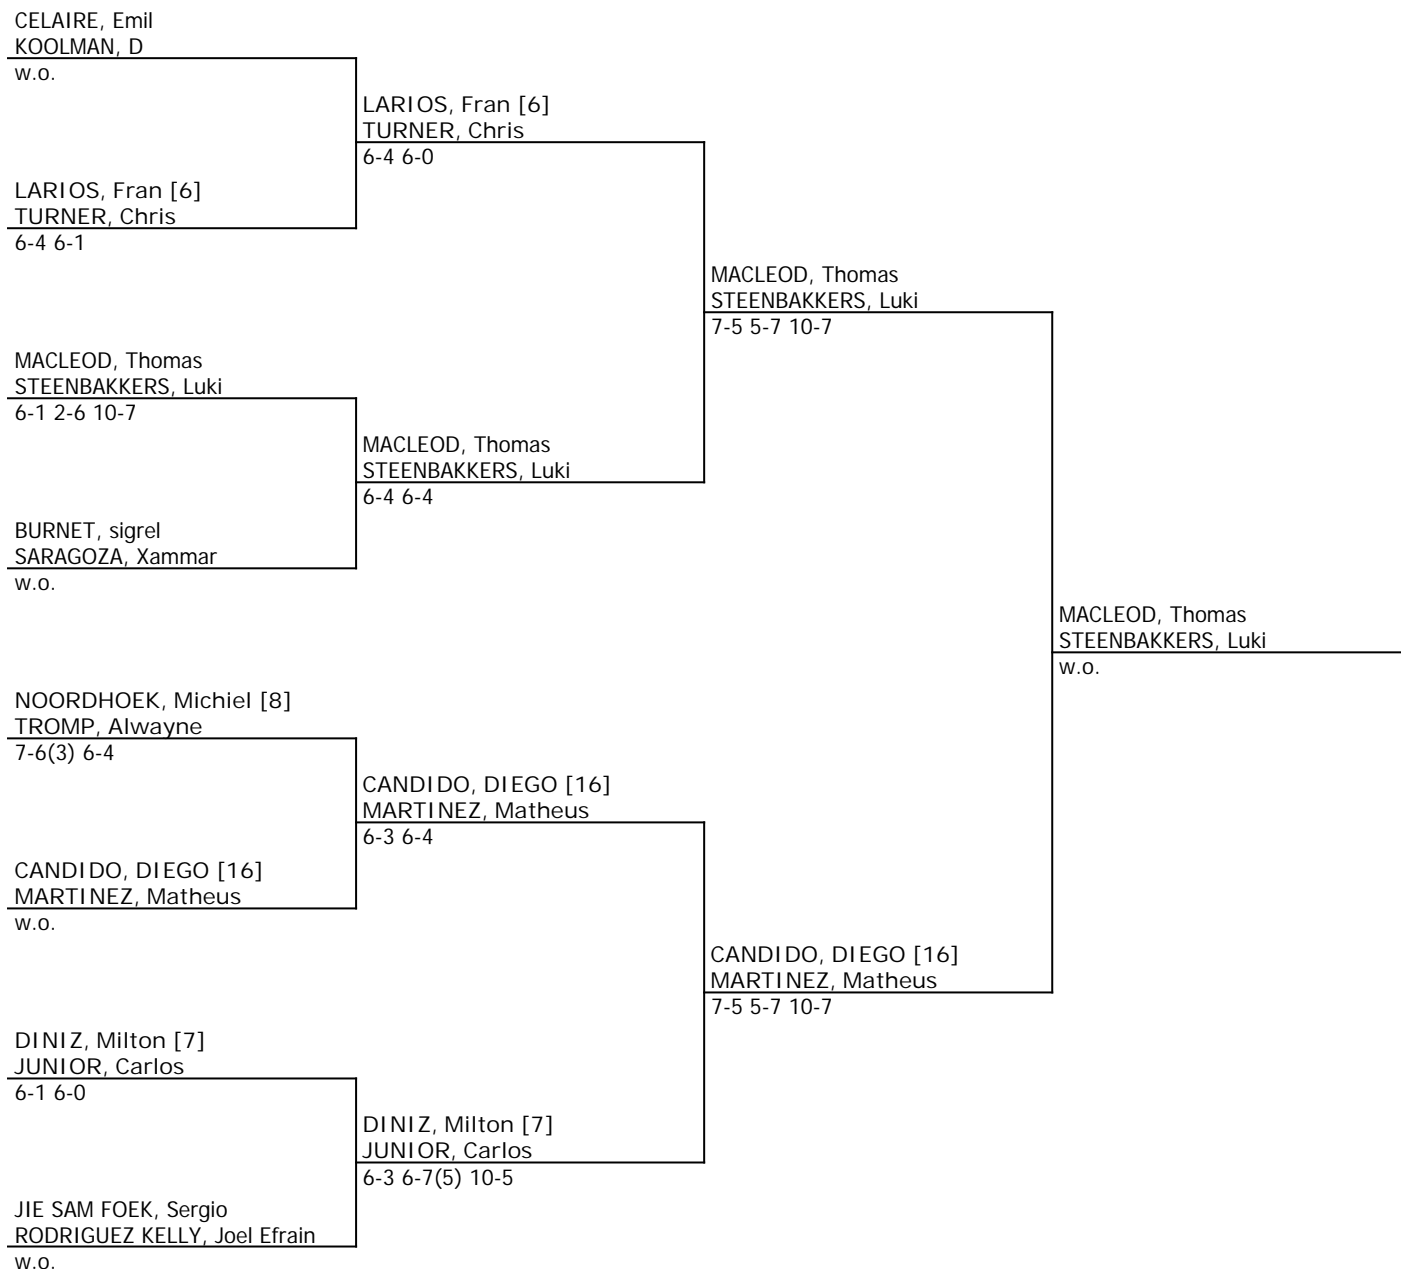 CELAIRE, Emil
KOOLMAN, D
w.o.
LARIOS, Fran [6]
TURNER, Chris
6-4 6-0
LARIOS, Fran [6]
TURNER, Chris
6-4 6-1
MACLEOD, Thomas
STEENBAKKERS, Luki
7-5 5-7 10-7
MACLEOD, Thomas
STEENBAKKERS, Luki
6-1 2-6 10-7
MACLEOD, Thomas
STEENBAKKERS, Luki
6-4 6-4
BURNET, sigrel
SARAGOZA, Xammar
w.o.
MACLEOD, Thomas
STEENBAKKERS, Luki
w.o.
NOORDHOEK, Michiel [8]
TROMP, Alwayne
7-6(3) 6-4
CANDIDO, DIEGO [16]
MARTINEZ, Matheus
6-3 6-4
CANDIDO, DIEGO [16]
MARTINEZ, Matheus
w.o.
CANDIDO, DIEGO [16]
MARTINEZ, Matheus
7-5 5-7 10-7
DINIZ, Milton [7]
JUNIOR, Carlos
6-1 6-0
DINIZ, Milton [7]
JUNIOR, Carlos
6-3 6-7(5) 10-5
JIE SAM FOEK, Sergio
RODRIGUEZ KELLY, Joel Efrain
w.o.